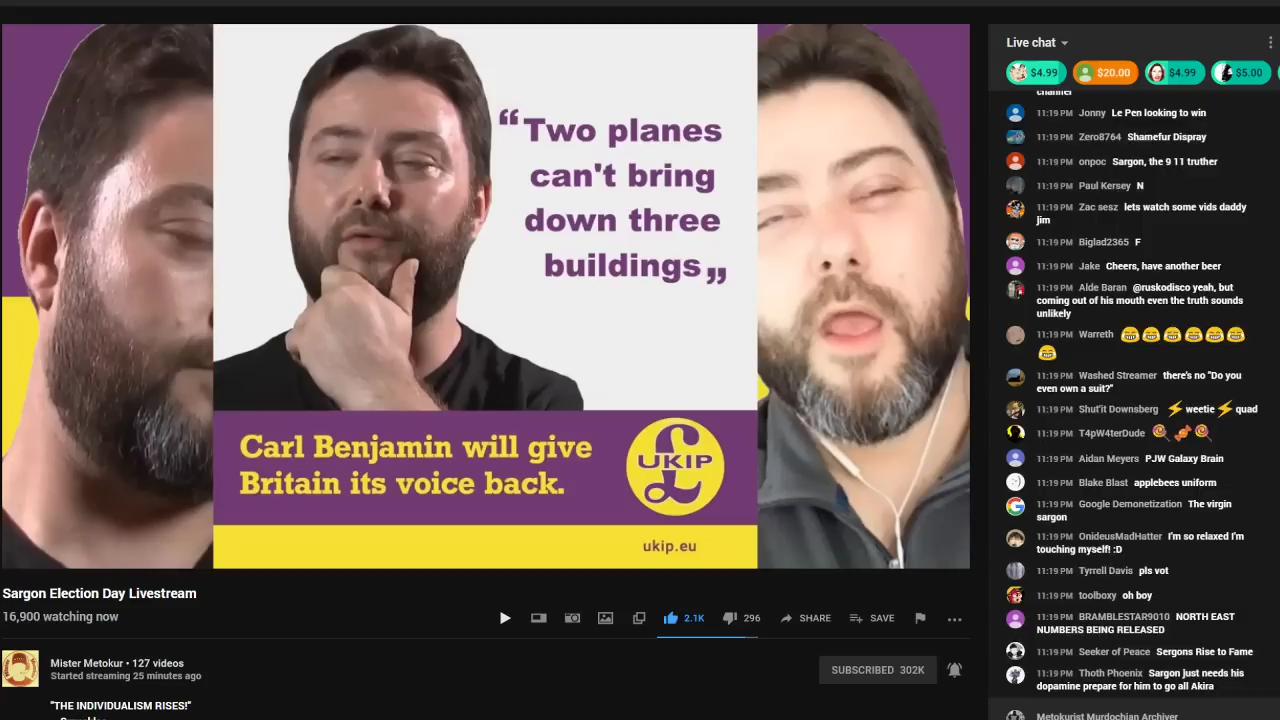 “Two planes
can't bring
down three
buildings„
Carl Benjamin will give
Britain its voice back.
UKIP
ukip.eu
Sargon Election Day Livestream
16,900 watching now
2.1K
296
SHARE
SAVE
Mister Metokur • 127 videos
Started streaming 25 minutes ago
SUBSCRIBED 302K
"THE INDIVIDUALISM RISES!"
Live chat
$4.99
$20.00
$4.99
$5.00
channel
11:19 PM Jonny Le Pen looking to win
11:19 PM Zero8764 Shamefur Dispray
11:19 PM onpoc Sargon, the 9 11 truther
11:19 PM Paul Kersey N
11:19 PM Zac sesz lets watch some vids daddy
jim
11:19 PM Biglad2365 F
11:19 PM Jake Cheers, have another beer
11:19 PM Alde Baran @ruskodisco yeah, but
coming out of his mouth even the truth sounds
unlikely
11:19 PM Warreth 😂😂😂😂😂😂
😂
11:19 PM Washed Streamer there's no "Do you
even own a suit?"
11:19 PM Shut'it Downsberg ⚡weetie⚡quad
11:19 PM T4pW4terDude 🍭🍬🍭
11:19 PM Aidan Meyers PJW Galaxy Brain
11:19 PM Blake Blast applebees uniform
11:19 PM Google Demonetization The virgin
sargon
11:19 PM OnideusMadHatter I'm so relaxed I'm
touching myself! :D
11:19 PM Tyrrell Davis pls vot
11:19 PM toolboxy oh boy
11:19 PM BRAMBLESTAR9010 NORTH EAST
NUMBERS BEING RELEASED
11:19 PM Seeker of Peace Sergons Rise to Fame
11:19 PM Thoth Phoenix Sargon just needs his
dopamine prepare for him to go all Akira
Metokurist Murdochian Archiver